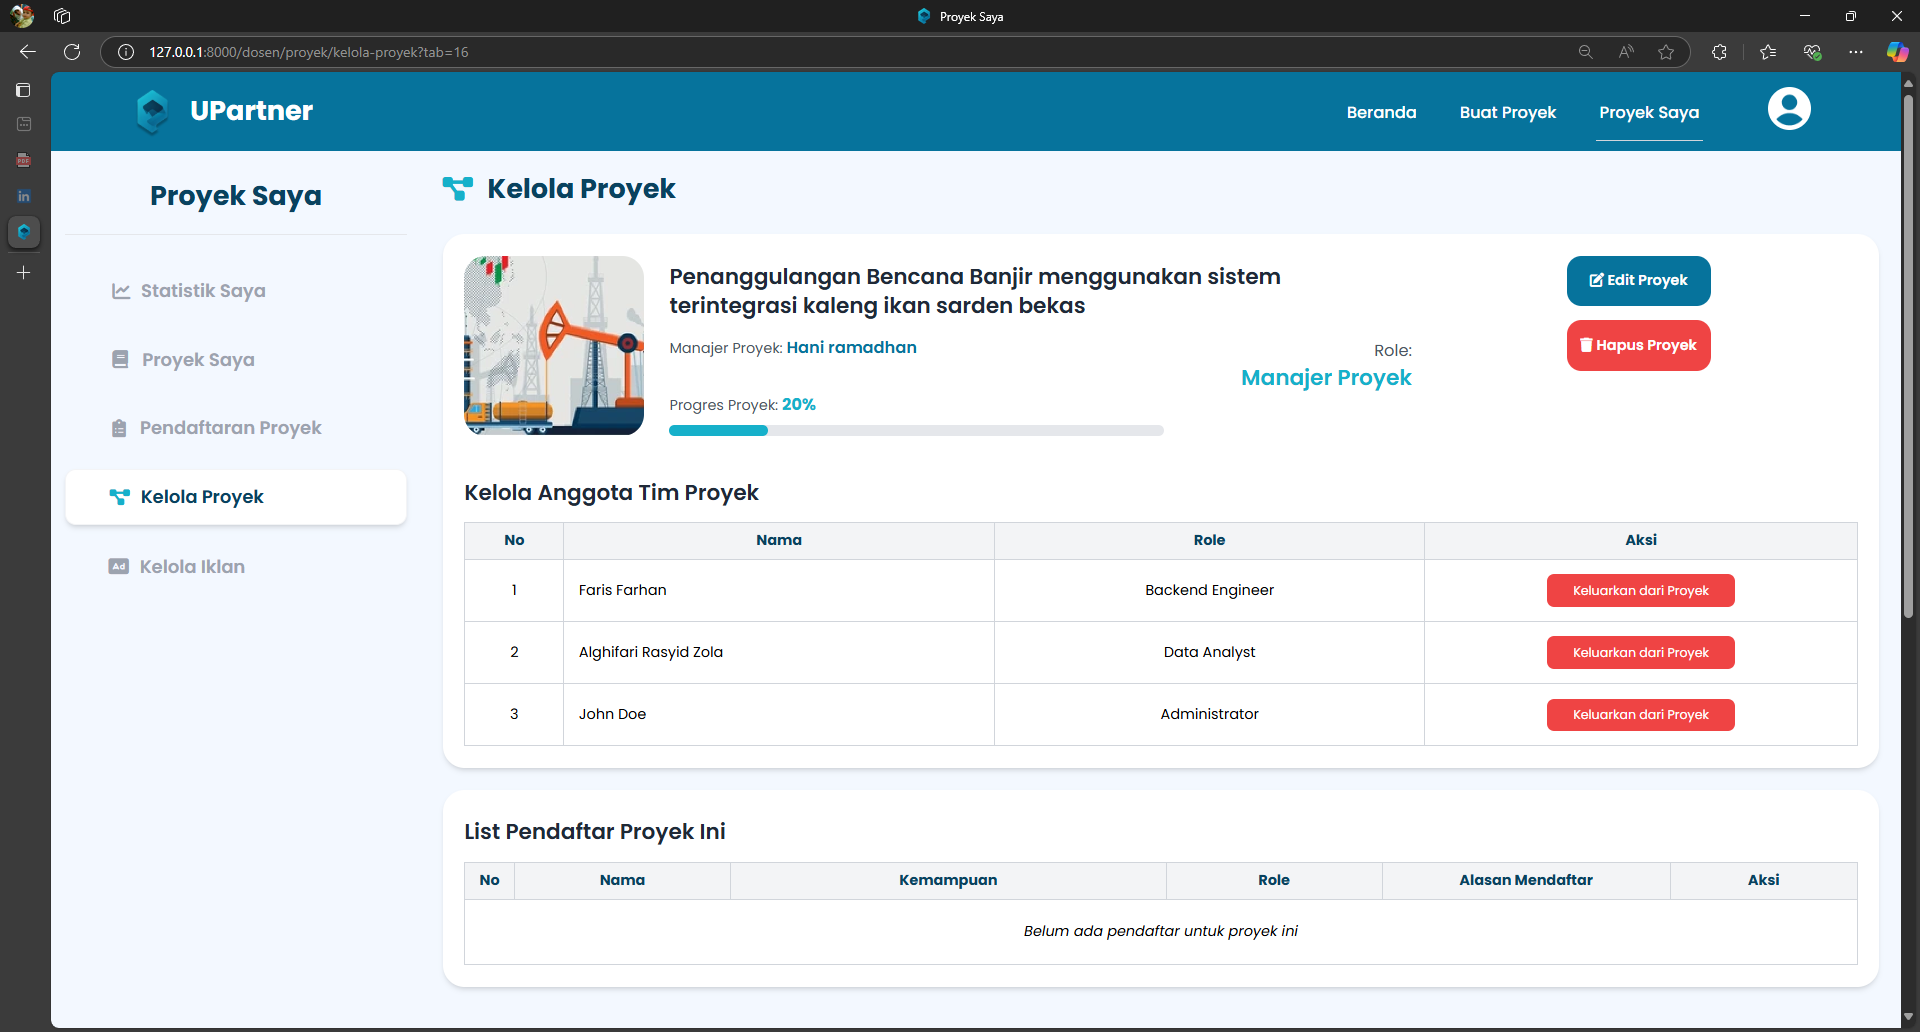 Proyek Saya
127.0.0.1:8000/dosen/proyek/kelola-proyek?tab=16
UPartner
Beranda
Buat Proyek
Proyek Saya
Proyek Saya
Statistik Saya
Proyek Saya
Pendaftaran Proyek
Kelola Proyek
Ad Kelola Iklan
Kelola Proyek
Penanggulangan Bencana Banjir menggunakan sistem
terintegrasi kaleng ikan sarden bekas
Manajer Proyek: Hani ramadhan
Role:
Manajer Proyek
Progres Proyek: 20%
Edit Proyek
Hapus Proyek
Kelola Anggota Tim Proyek
No Nama Role Aksi
1 Faris Farhan Backend Engineer Keluarkan dari Proyek
2 Alghifari Rasyid Zola Data Analyst Keluarkan dari Proyek
3 John Doe Administrator Keluarkan dari Proyek
List Pendaftar Proyek Ini
No Nama Kemampuan Role Alasan Mendaftar Aksi
Belum ada pendaftar untuk proyek ini